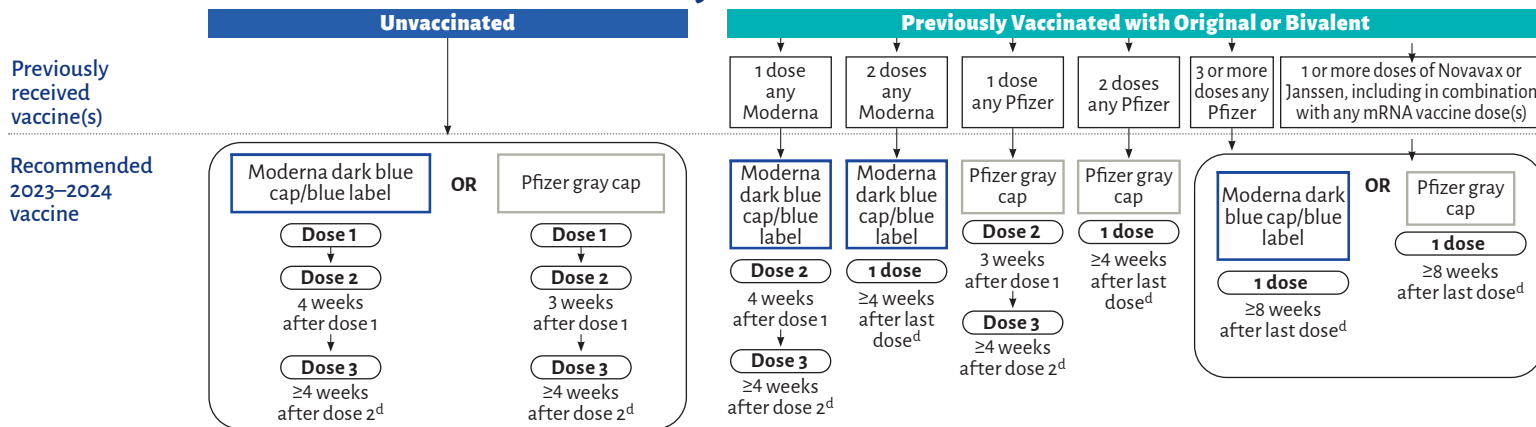 Unvaccinated
Previously Vaccinated with Original or Bivalent
Previously
received
vaccine(s)
1 dose
any
Moderna
2 doses
any
Moderna
1 dose
any Pfizer
2 doses
any Pfizer
3 or more
doses any
Pfizer
1 or more doses of Novavax or
Janssen, including in combination
with any mRNA vaccine dose(s)
Recommended
2023–2024
vaccine
Moderna dark blue
cap/blue label
Dose 1
Dose 2
4 weeks
after dose 1
Dose 3
≥4 weeks
after dose 2d
OR
Pfizer gray cap
Dose 1
Dose 2
3 weeks
after dose 1
Dose 3
≥4 weeks
after dose 2d
Moderna
dark blue
cap/blue
label
Dose 2
4 weeks
after dose 1
Dose 3
≥4 weeks
after dose 2d
Moderna
dark blue
cap/blue
label
1 dose
≥4 weeks
after last
dosed
Pfizer gray
cap
Dose 2
3 weeks
after dose 1
Dose 3
≥4 weeks
after dose 2d
Pfizer gray
cap
1 dose
≥4 weeks
after last
dosed
Moderna dark
blue cap/blue
label
1 dose
≥8 weeks
after last dosed
OR
Pfizer gray
cap
1 dose
≥8 weeks
after last dosed